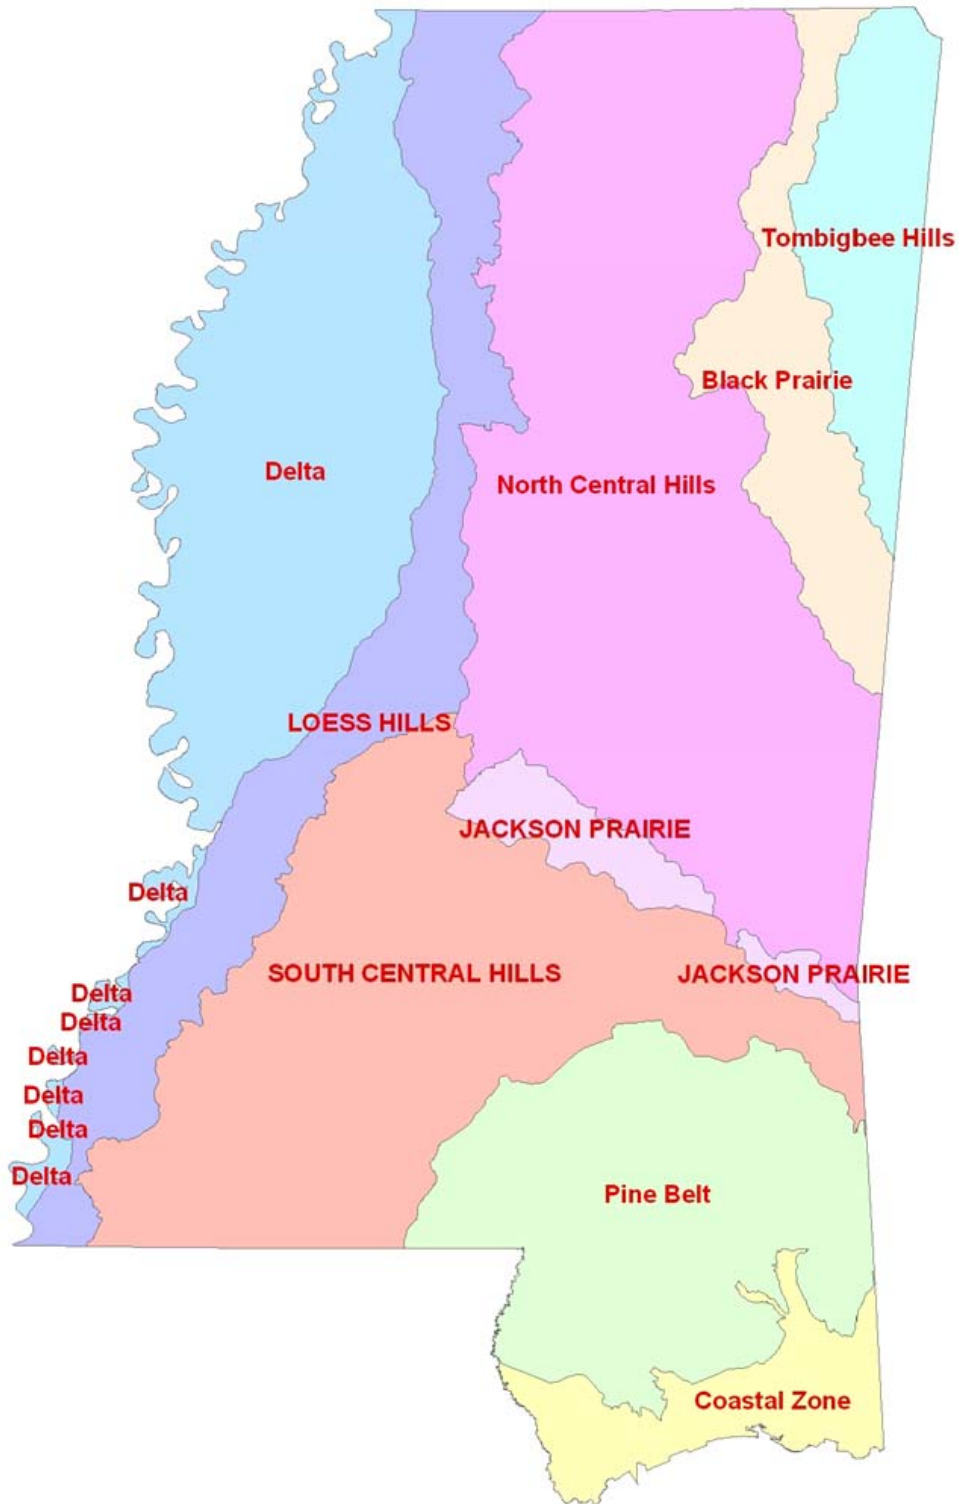 Tombigbee Hills
Black Prairie
Delta
North Central Hills
LOESS HILLS
JACKSON PRAIRIE
Delta
SOUTH CENTRAL HILLS
JACKSON PRAIRIE
Delta
Delta
Delta
Delta
Delta
Delta
Pine Belt
Coastal Zone